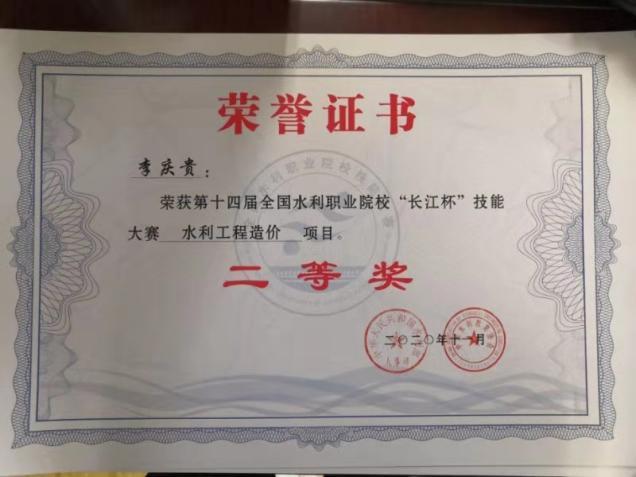 荣誉证书
李庆贵：
荣获第十四届全国水利职业院校“长江杯”技能
大赛 水利工程造价 项目。
二等奖
二〇二〇年十一月